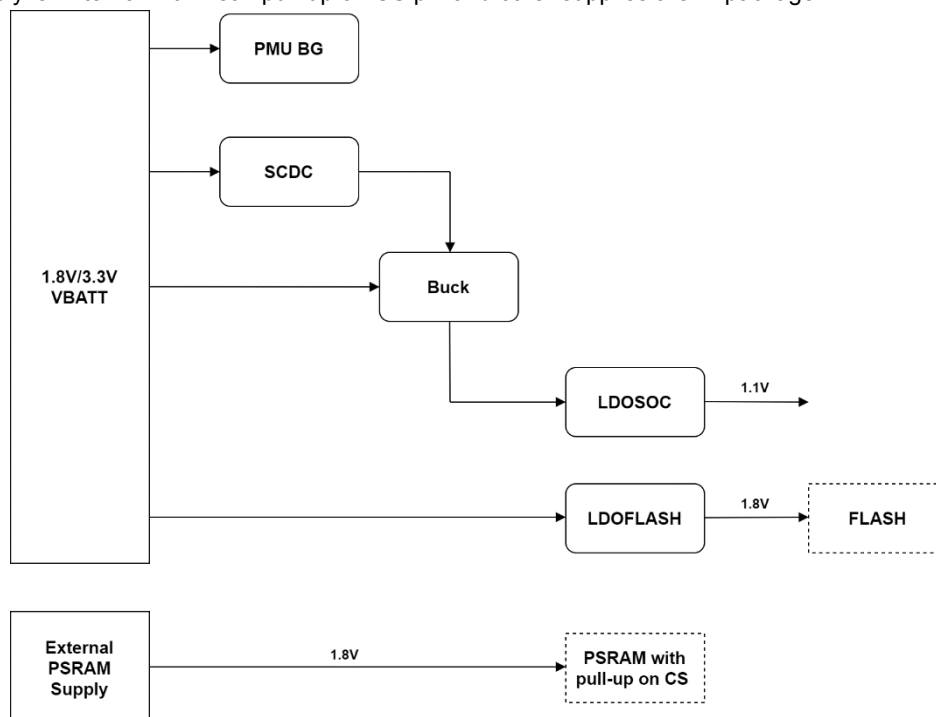 PMU BG
SCDC
1.8V/3.3V
VBATT
Buck
LDOSOC
1.1V
LDOFLASH
1.8V
FLASH
External
PSRAM
Supply
1.8V
PSRAM with
pull-up on CS